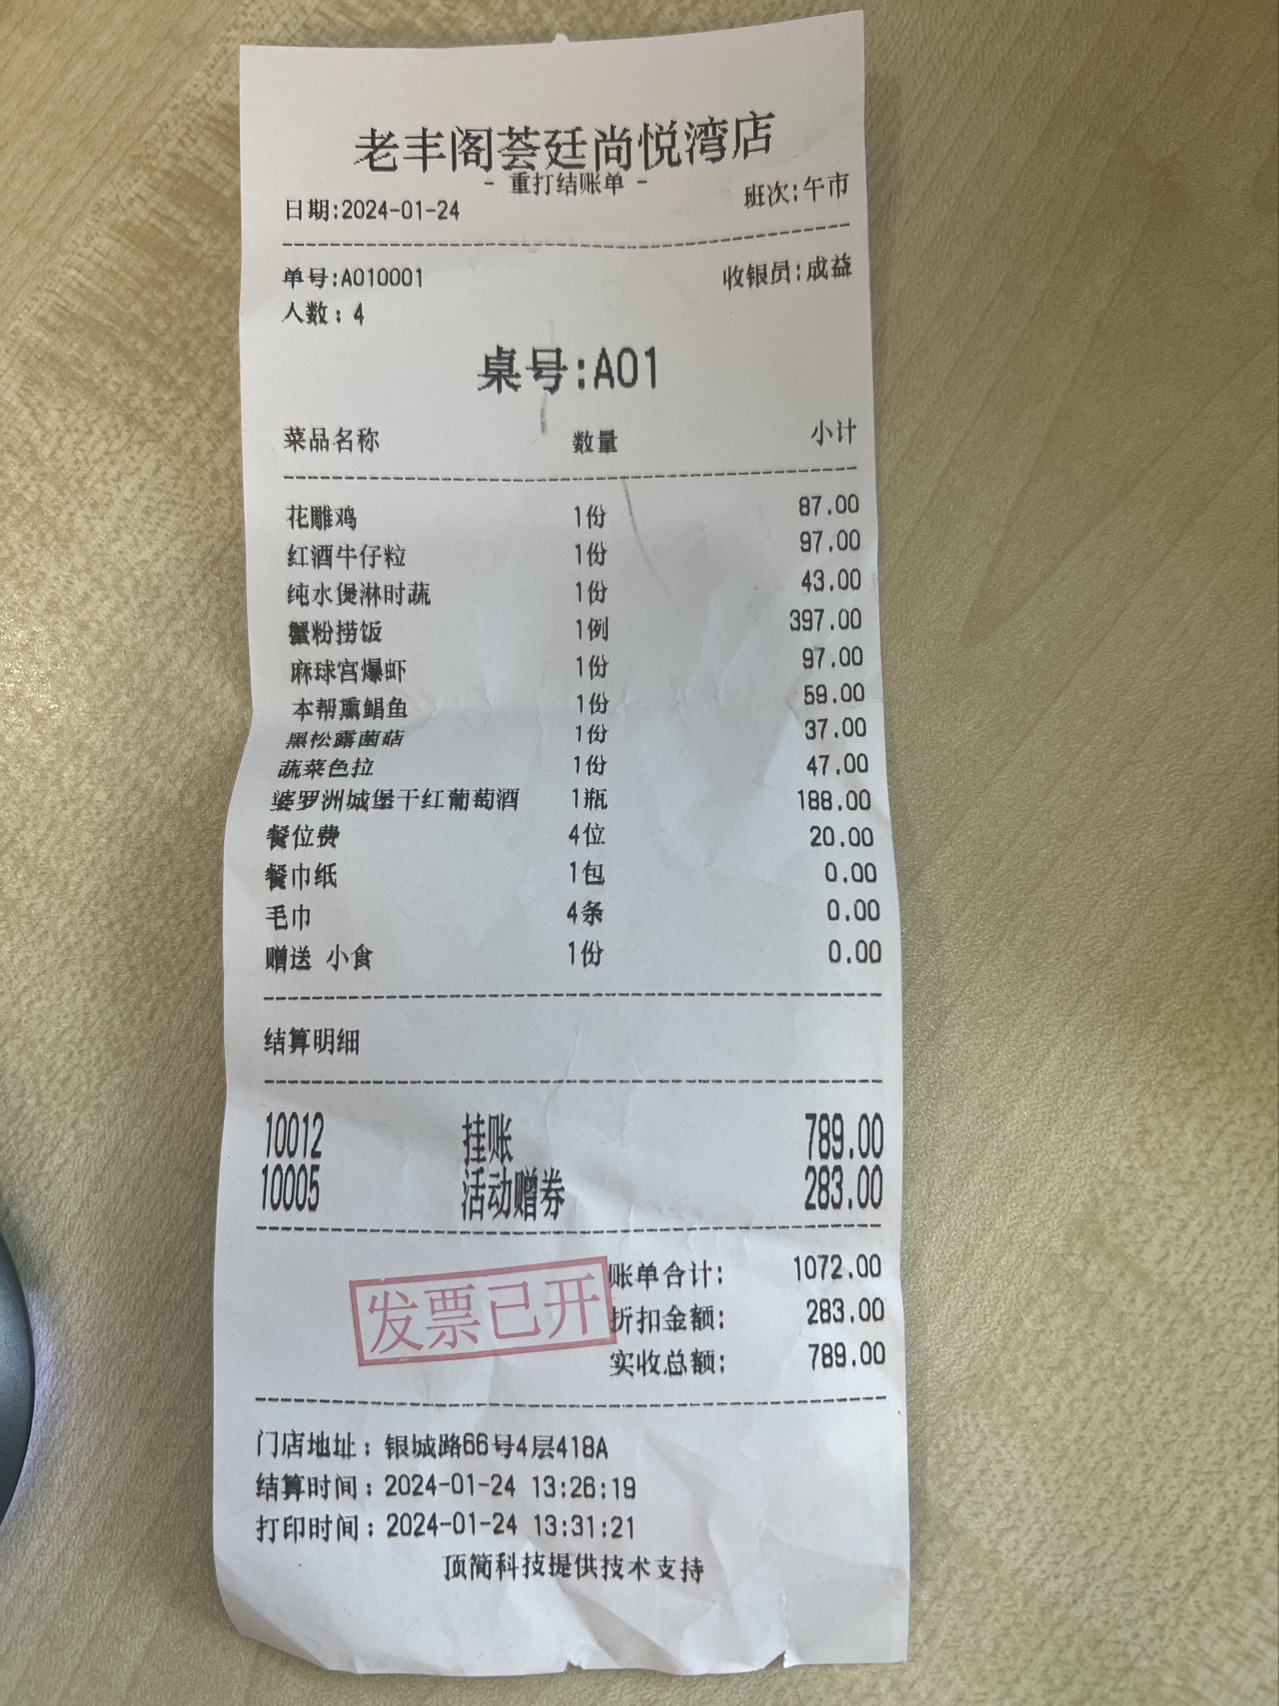 老丰阁荟廷尚悦湾店
- 重打结账单 -
日期:2024-01-24 班次:午市
单号:A010001 收银员:成益
人数: 4
桌号:A01
菜品名称 数量 小计
花雕鸡 1份 87.00
红酒牛仔粒 1份 97.00
纯水煲淋时蔬 1份 43.00
蟹粉捞饭 1例 397.00
麻球宫爆虾 1份 97.00
本帮熏鲳鱼 1份 59.00
黑松露菌菇 1份 37.00
蔬菜色拉 1份 47.00
婆罗洲城堡干红葡萄酒 1瓶 188.00
餐位费 4位 20.00
餐巾纸 1包 0.00
毛巾 4条 0.00
赠送 小食 1份 0.00
结算明细
10012 挂账 789.00
10005 活动赠券 283.00
账单合计: 1072.00
发票已开
折扣金额: 283.00
实收总额: 789.00
门店地址: 银城路66号4层418A
结算时间: 2024-01-24 13:26:19
打印时间: 2024-01-24 13:31:21
顶简科技提供技术支持